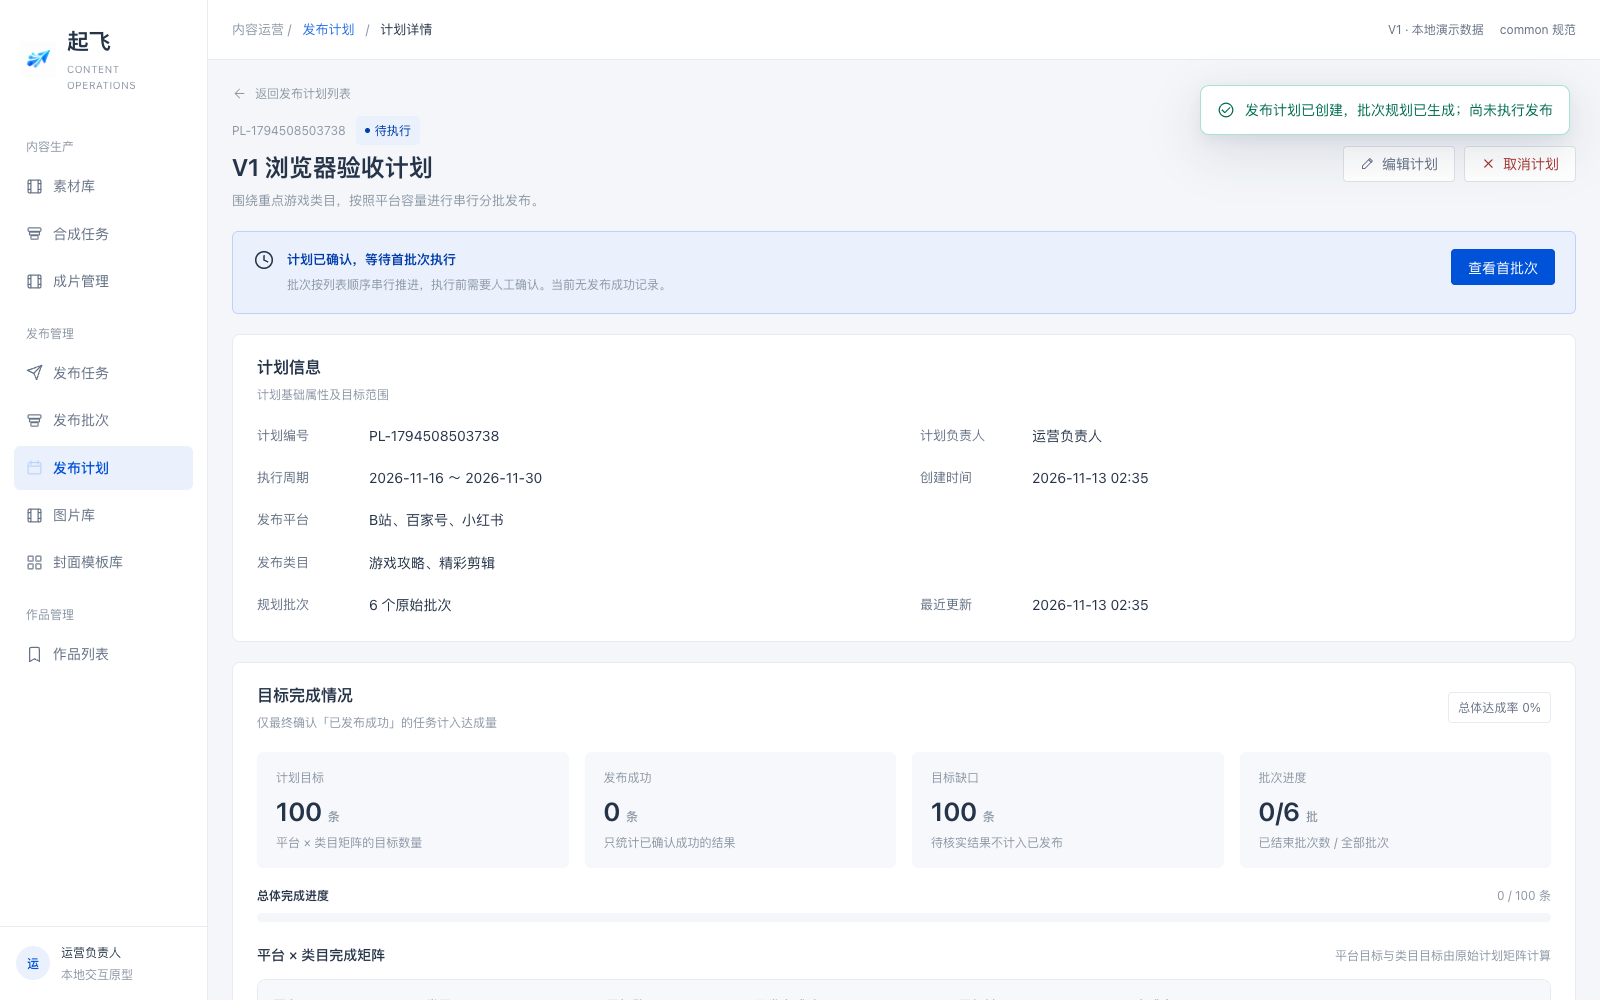 起飞
CONTENT
OPERATIONS
内容生产
素材库
合成任务
成片管理
发布管理
发布任务
发布批次
发布计划
图片库
封面模板库
作品管理
作品列表
运
运营负责人
本地交互原型
内容运营 / 发布计划 / 计划详情
V1 · 本地演示数据 common 规范
返回发布计划列表
发布计划已创建，批次规划已生成；尚未执行发布
PL-1794508503738 待执行
V1 浏览器验收计划
编辑计划 取消计划
围绕重点游戏类目，按照平台容量进行串行分批发布。
计划已确认，等待首批次执行
批次按列表顺序串行推进，执行前需要人工确认。当前无发布成功记录。
查看首批次
计划信息
计划基础属性及目标范围
计划编号 PL-1794508503738 计划负责人 运营负责人
执行周期 2026-11-16 ～ 2026-11-30 创建时间 2026-11-13 02:35
发布平台 B站、百家号、小红书
发布类目 游戏攻略、精彩剪辑
规划批次 6 个原始批次 最近更新 2026-11-13 02:35
目标完成情况
仅最终确认「已发布成功」的任务计入达成量
总体达成率 0%
计划目标
100 条
平台 × 类目矩阵的目标数量
发布成功
0 条
只统计已确认成功的结果
目标缺口
100 条
待核实结果不计入已发布
批次进度
0/6 批
已结束批次数 / 全部批次
总体完成进度 0 / 100 条
平台 × 类目完成矩阵 平台目标与类目目标由原始计划矩阵计算